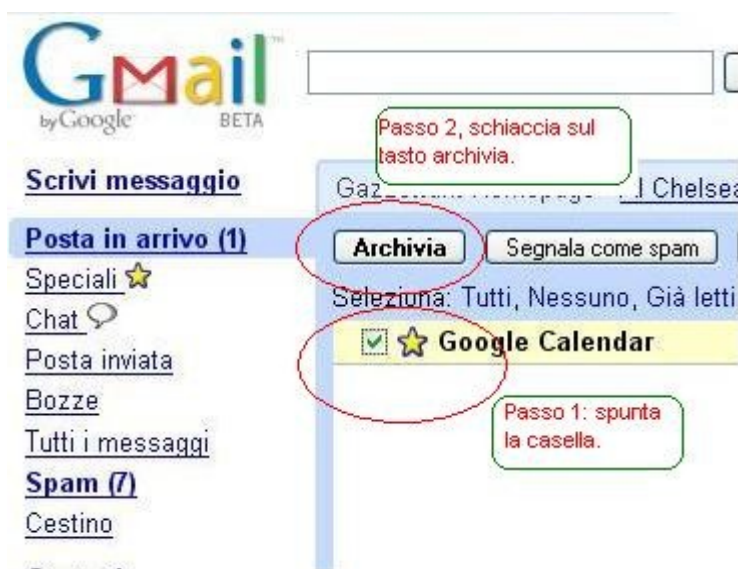 Gmail
by Google BETA
Passo 2, schiaccia sul
tasto archivia.
Scrivi messaggio
Chelsea
Posta in arrivo (1)
Archivia Segnala come spam
Speciali
Seleziona: Tutti, Nessuno, Già letti
Chat
Google Calendar
Posta inviata
Bozze
Passo 1: spunta
la casella.
Tutti i messaggi
Spam (7)
Cestino